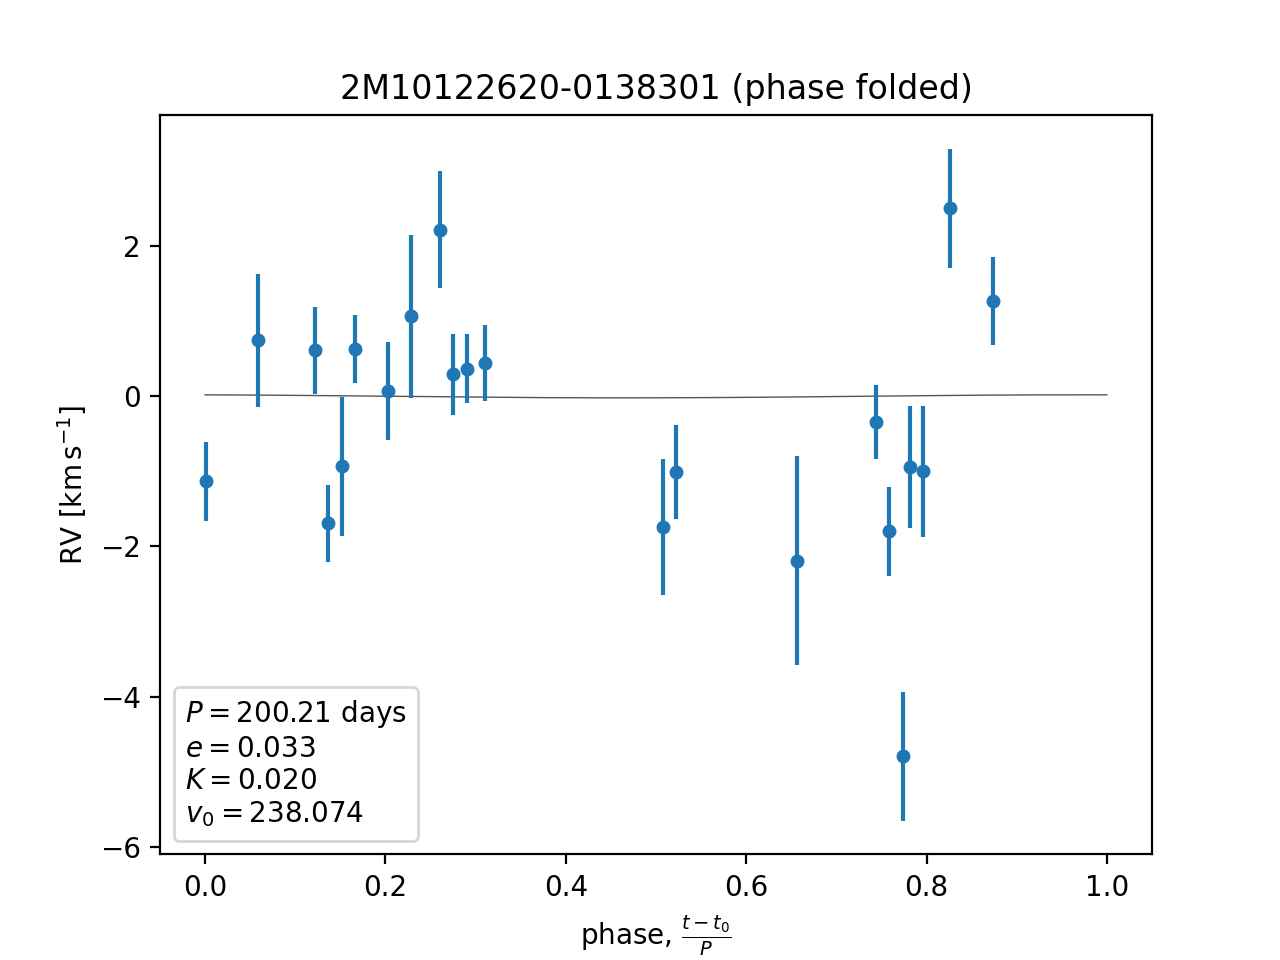 2M10122620-0138301 (phase folded)
RV [km s⁻¹]
2
0
−2
−4
−6
P = 200.21 days
e = 0.033
K = 0.020
v₀ = 238.074
0.0 0.2 0.4 0.6 0.8 1.0
phase, (t − t₀)/P